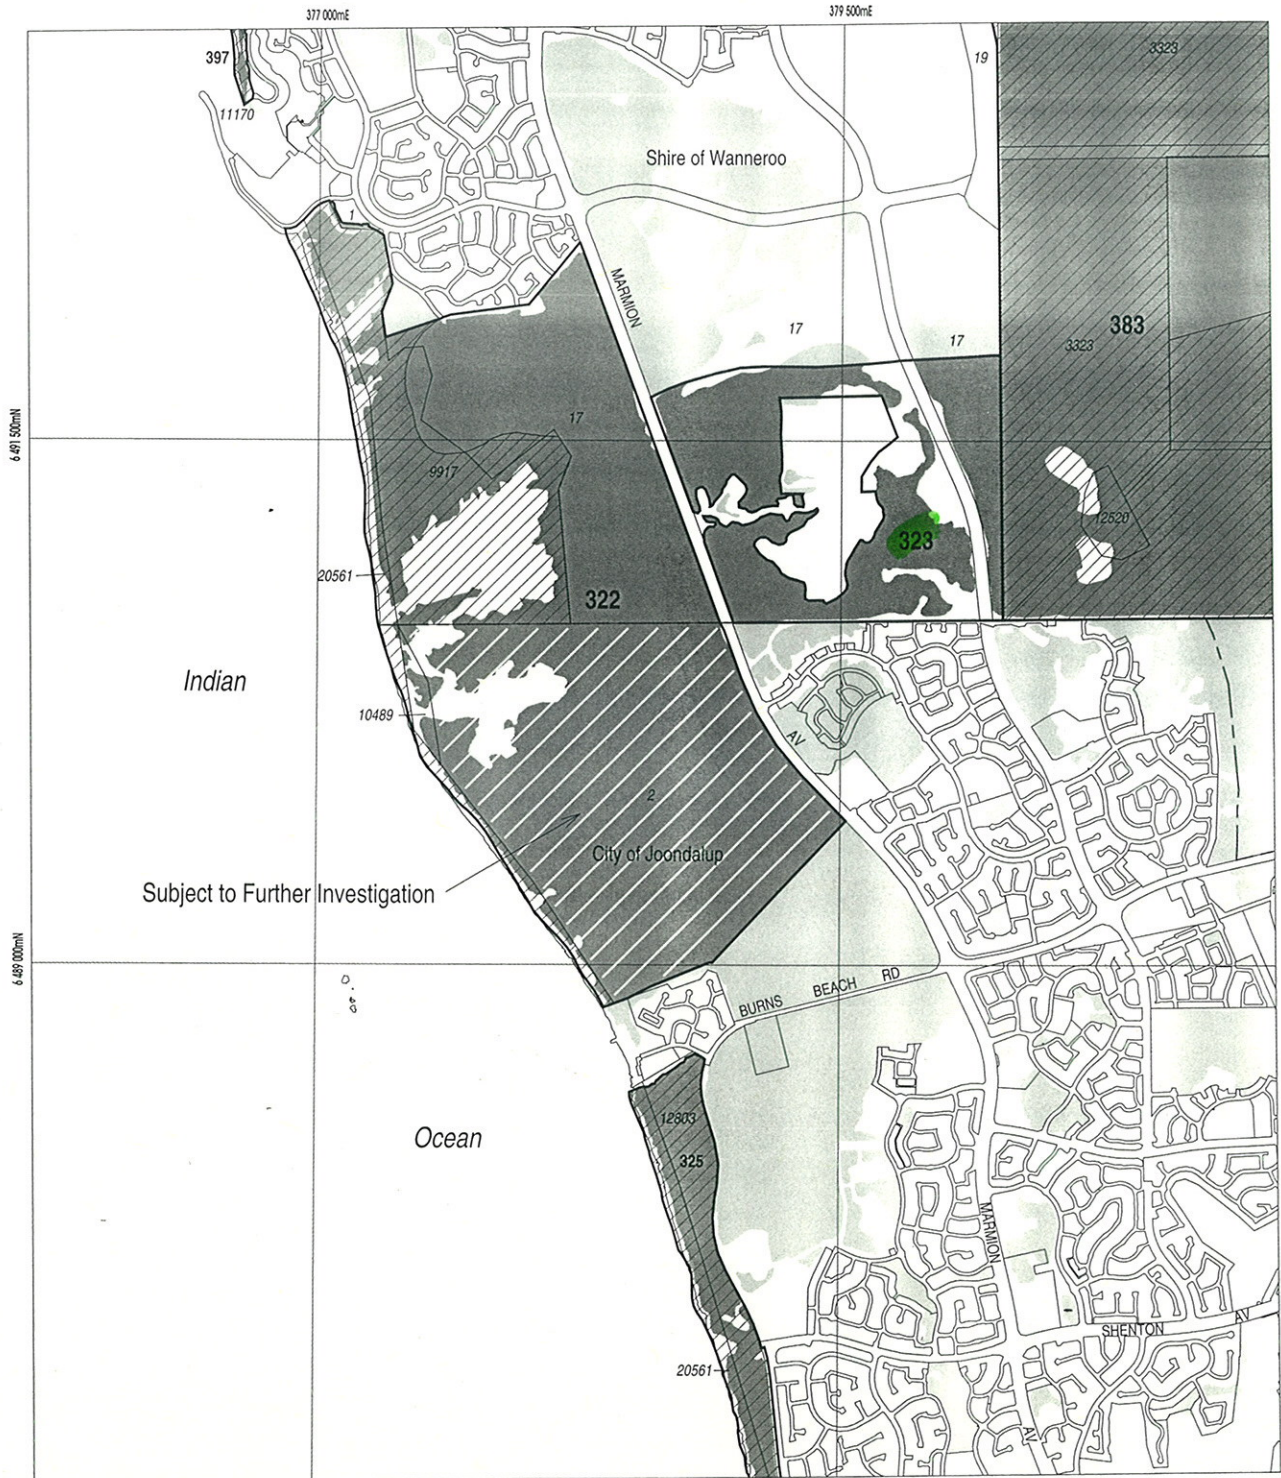 377 000mE
379 500mE
397
19
3323
11170
Shire of Wanneroo
1
MARMION
383
3323
17
17
17
6 491 500mN
9917
12520
323
20561
322
Indian
10489
AV
2
City of Joondalup
Subject to Further Investigation
6 489 000mN
BURNS BEACH RD
Ocean
12803
325
MARMION
SHENTON AV
20561
AV